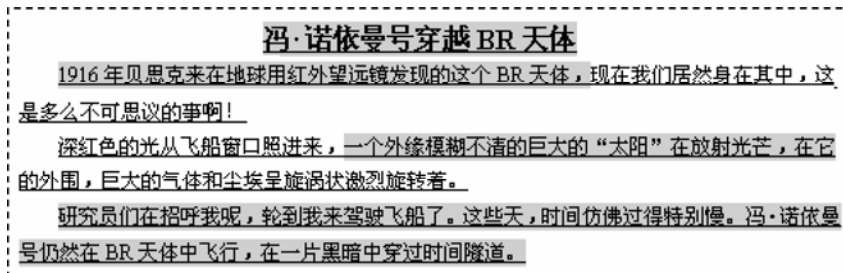 冯·诺依曼号穿越 BR 天体
1916 年贝思克来在地球用红外望远镜发现的这个 BR 天体，现在我们居然身在其中，这
是多么不可思议的事啊！
深红色的光从飞船窗口照进来，一个外缘模糊不清的巨大的“太阳”在放射光芒，在它
的外围，巨大的气体和尘埃呈旋涡状激烈旋转着。
研究员们在招呼我呢，轮到我来驾驶飞船了。这些天，时间仿佛过得特别慢。冯·诺依曼
号仍然在 BR 天体中飞行，在一片黑暗中穿过时间隧道。